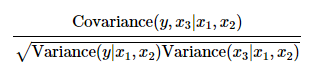 Covariance(y, x₃|x₁, x₂)
√Variance(y|x₁, x₂)Variance(x₃|x₁, x₂)